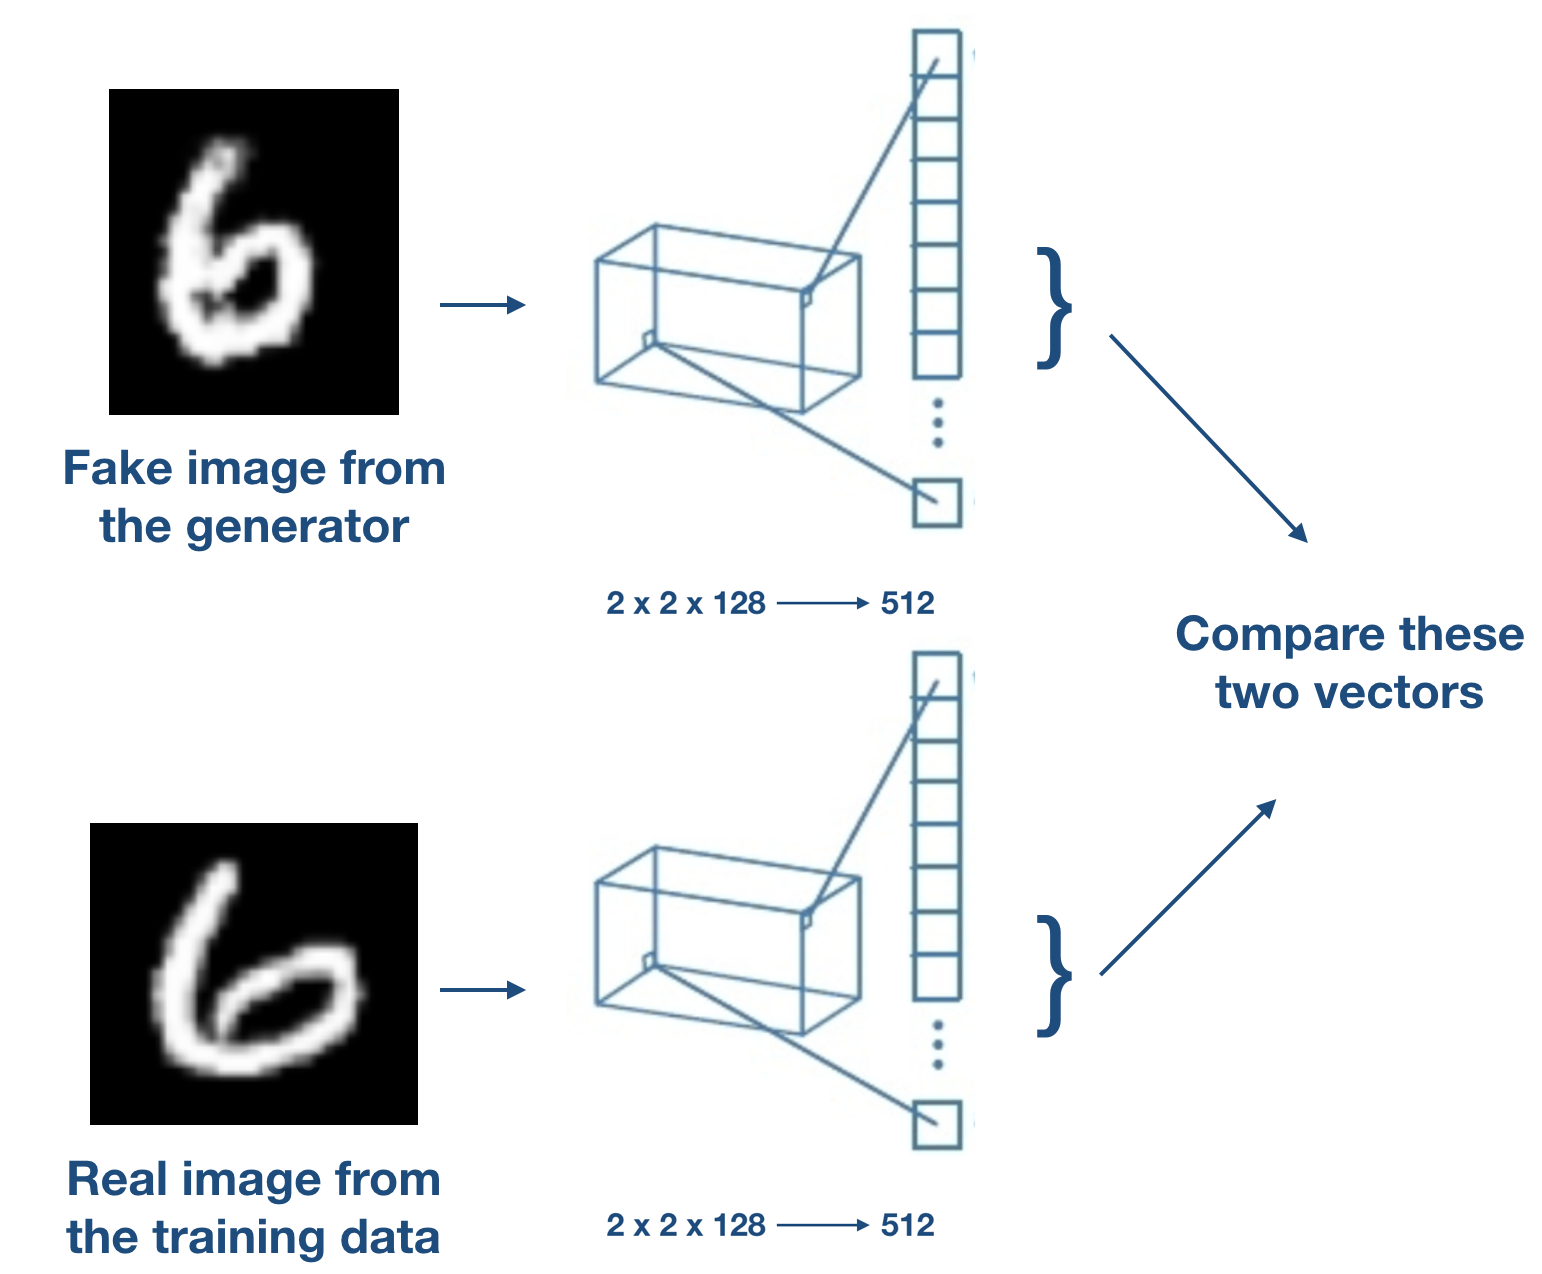 Fake image from
the generator
2 x 2 x 128 → 512
Compare these
two vectors
Real image from
the training data
2 x 2 x 128 → 512